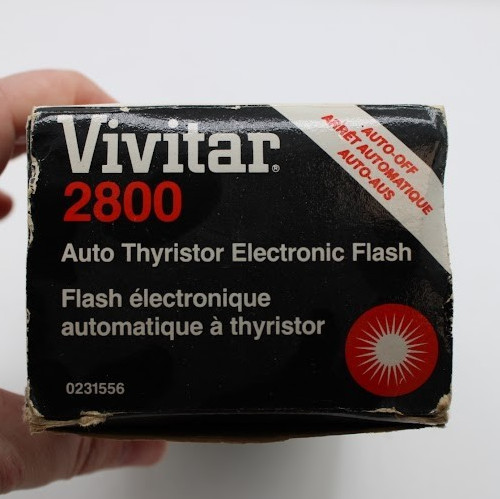 Vivitar®
2800
AUTO-OFF
ARRÊT AUTOMATIQUE
AUTO-AUS
Auto Thyristor Electronic Flash
Flash électronique
automatique à thyristor
0231556